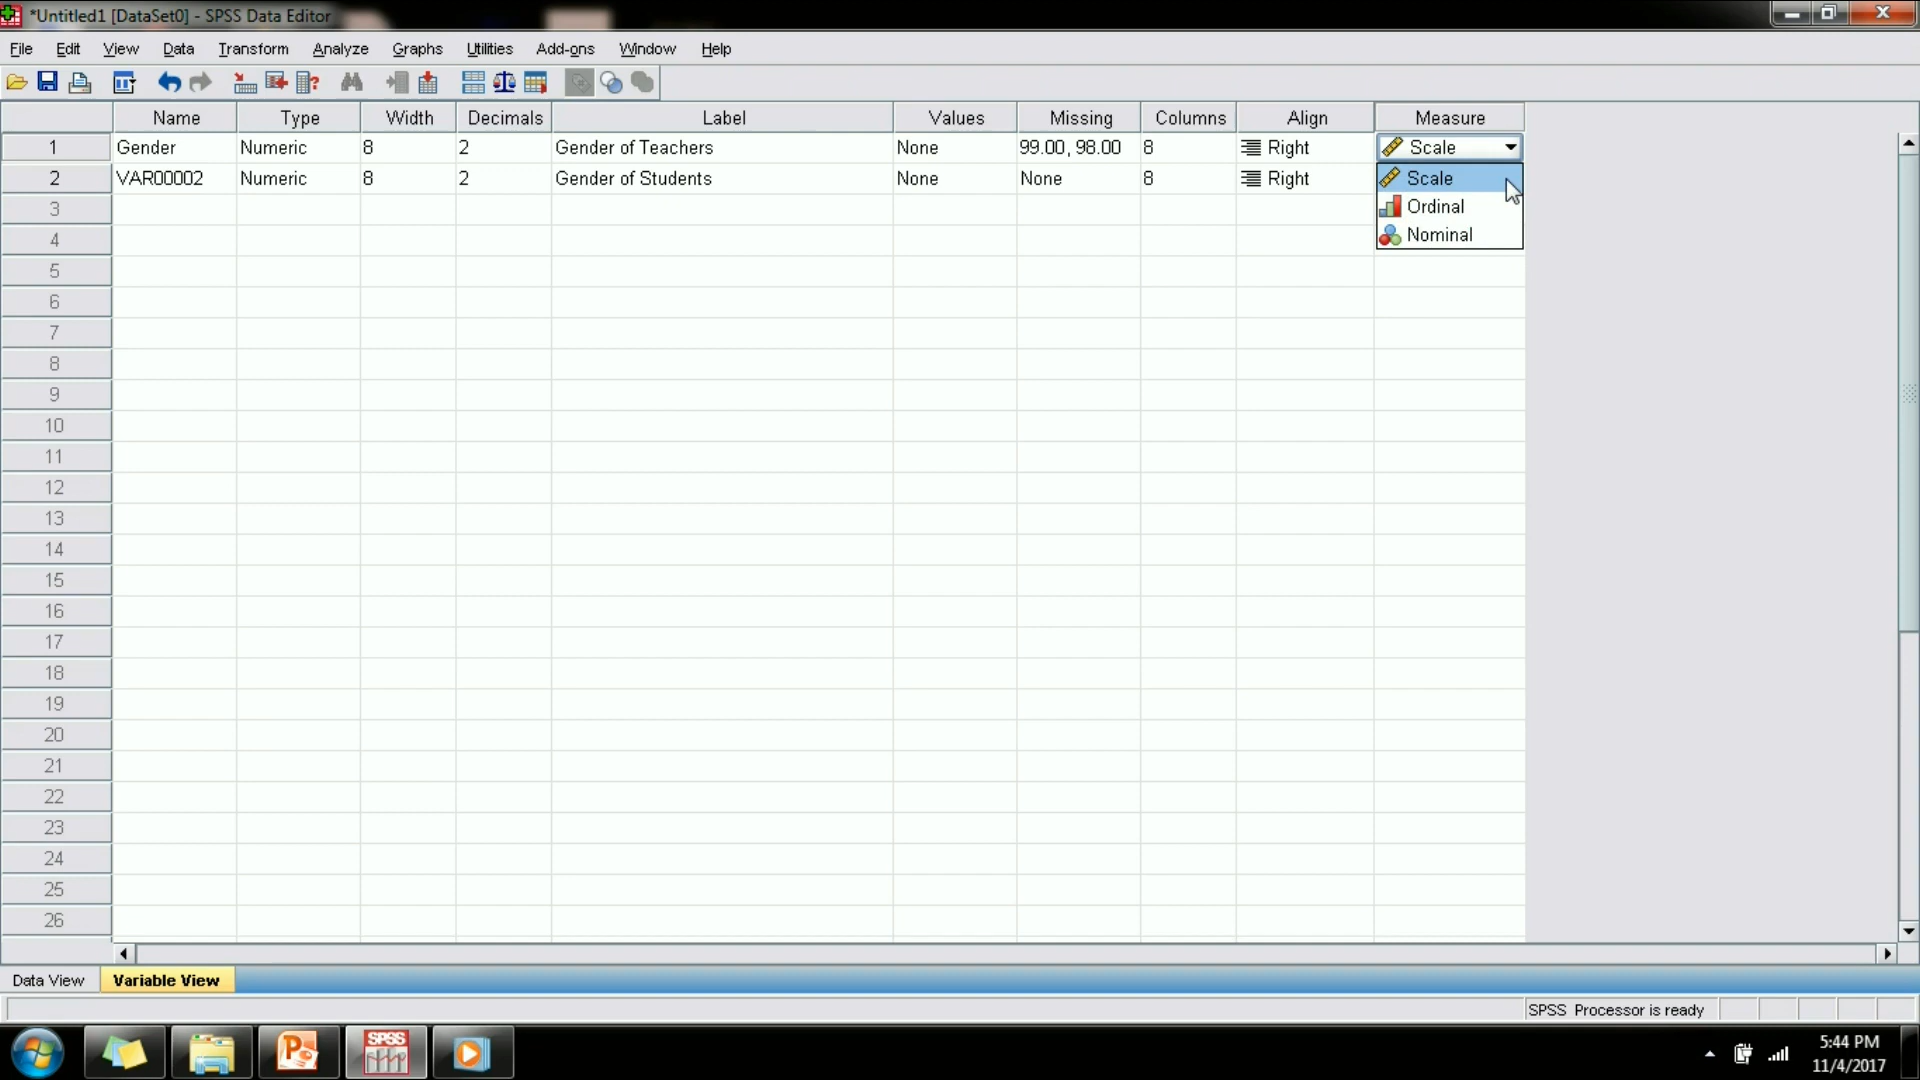 *Untitled1 [DataSet0] - SPSS Data Editor
File Edit View Data Transform Analyze Graphs Utilities Add-ons Window Help
Name Type Width Decimals Label Values Missing Columns Align Measure
1 Gender Numeric 8 2 Gender of Teachers None 99.00, 98.00 8 Right Scale
2 VAR00002 Numeric 8 2 Gender of Students None None 8 Right Scale
3 Ordinal
4 Nominal
5
6
7
8
9
10
11
12
13
14
15
16
17
18
19
20
21
22
23
24
25
26
Data View Variable View
SPSS Processor is ready
SPSS
5:44 PM
11/4/2017